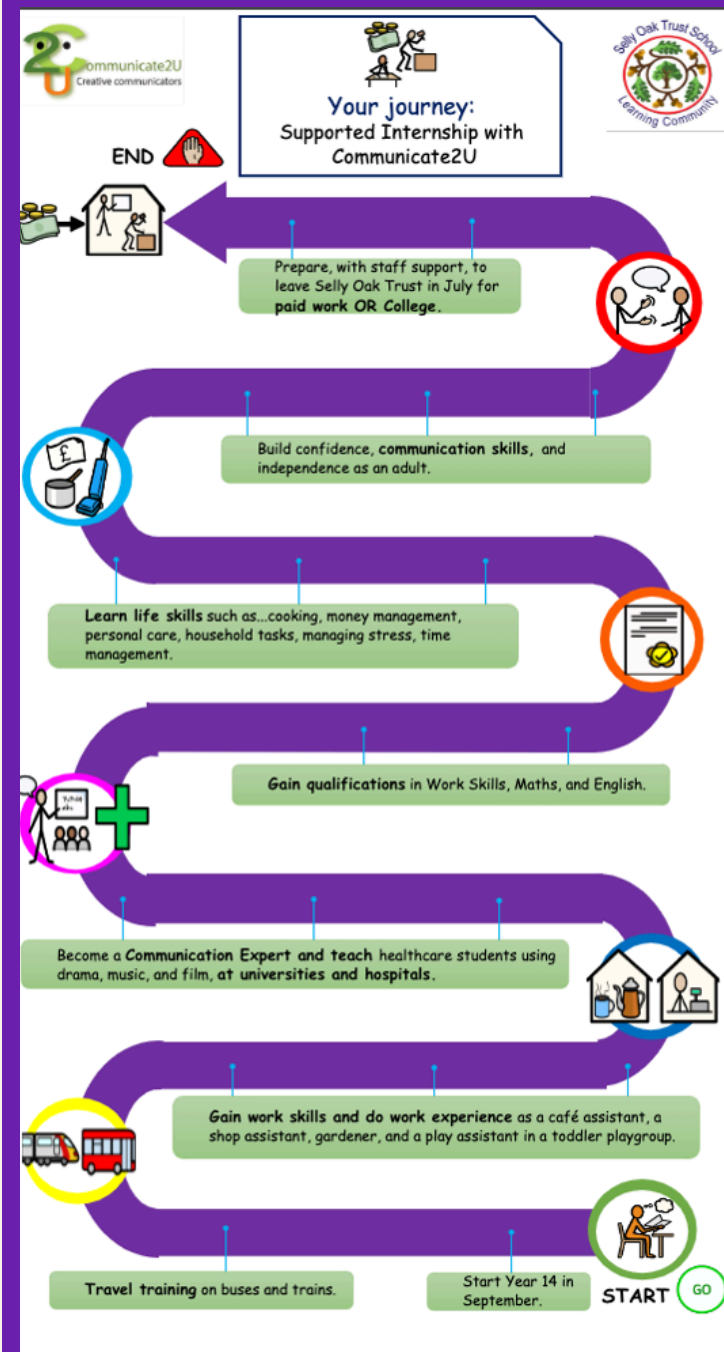 Communicate2U
Creative communicators
Your journey:
Supported Internship with
Communicate2U
Selly Oak Trust School
Learning Community
END
Prepare, with staff support, to
leave Selly Oak Trust in July for
paid work OR College.
Build confidence, communication skills, and
independence as an adult.
£
Learn life skills such as...cooking, money management,
personal care, household tasks, managing stress, time
management.
Gain qualifications in Work Skills, Maths, and English.
Become a Communication Expert and teach healthcare students using
drama, music, and film, at universities and hospitals.
Gain work skills and do work experience as a café assistant, a
shop assistant, gardener, and a play assistant in a toddler playgroup.
Travel training on buses and trains.
Start Year 14 in
September.
START
GO